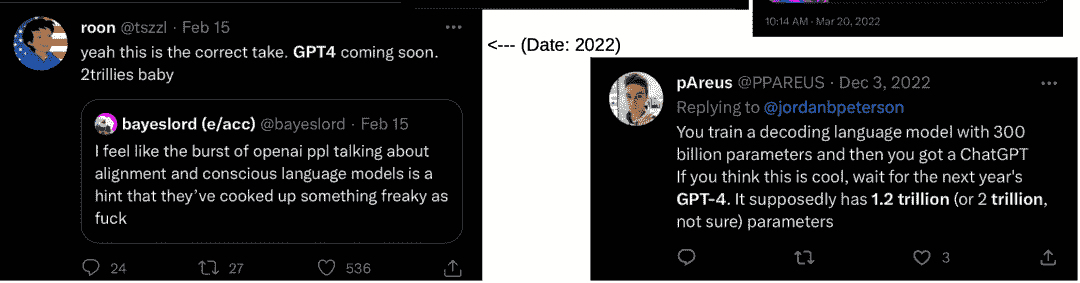 roon @tszzl · Feb 15
yeah this is the correct take. GPT4 coming soon.
2trillies baby
bayeslord (e/acc) @bayeslord · Feb 15
I feel like the burst of openai ppl talking about
alignment and conscious language models is a
hint that they've cooked up something freaky as
fuck
24 27 536
<--- (Date: 2022)
10:14 AM · Mar 20, 2022
pAreus @PPAREUS · Dec 3, 2022
Replying to @jordanbpeterson
You train a decoding language model with 300
billion parameters and then you got a ChatGPT
If you think this is cool, wait for the next year's
GPT-4. It supposedly has 1.2 trillion (or 2 trillion,
not sure) parameters
3